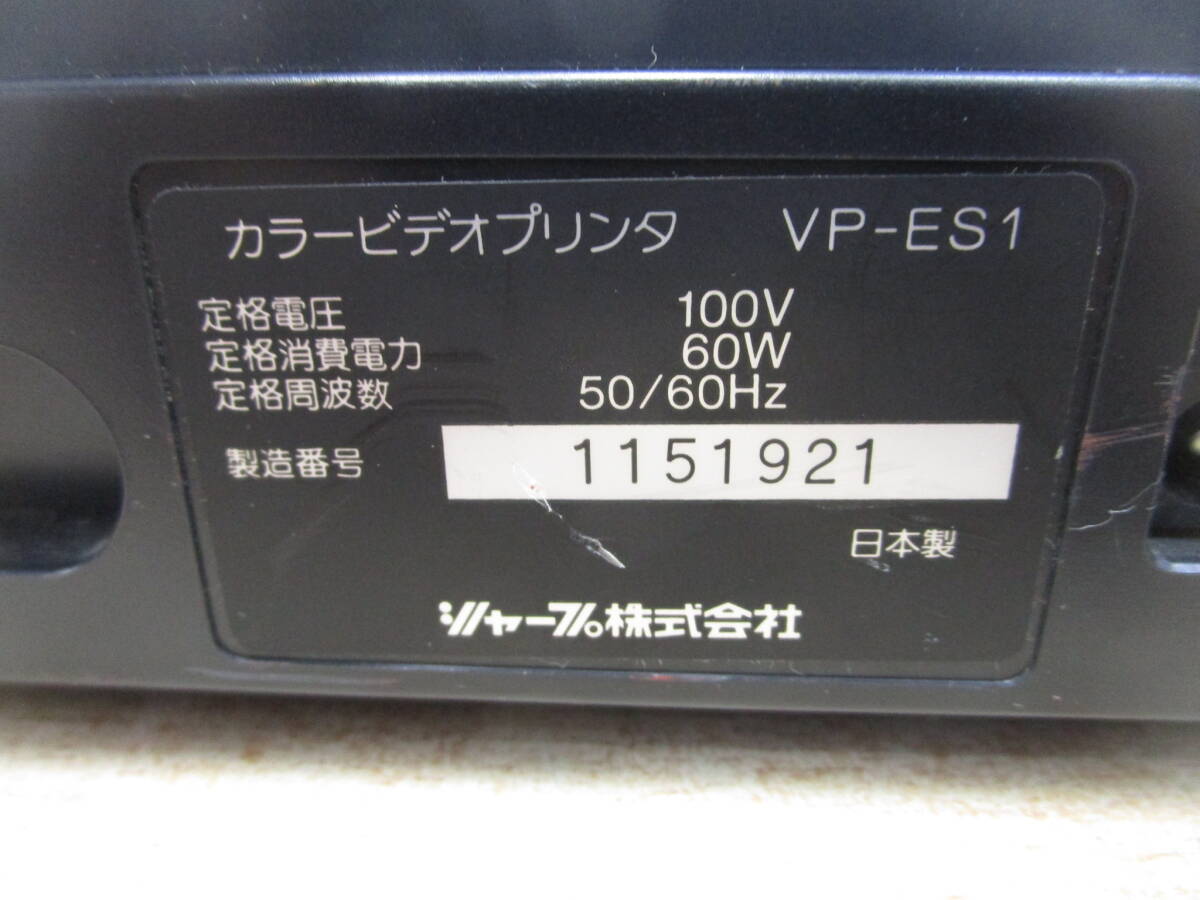 カラービデオプリンタ VP-ES1
定格電圧 100V
定格消費電力 60W
定格周波数 50/60Hz
製造番号 1151921
日本製
シャープ株式会社